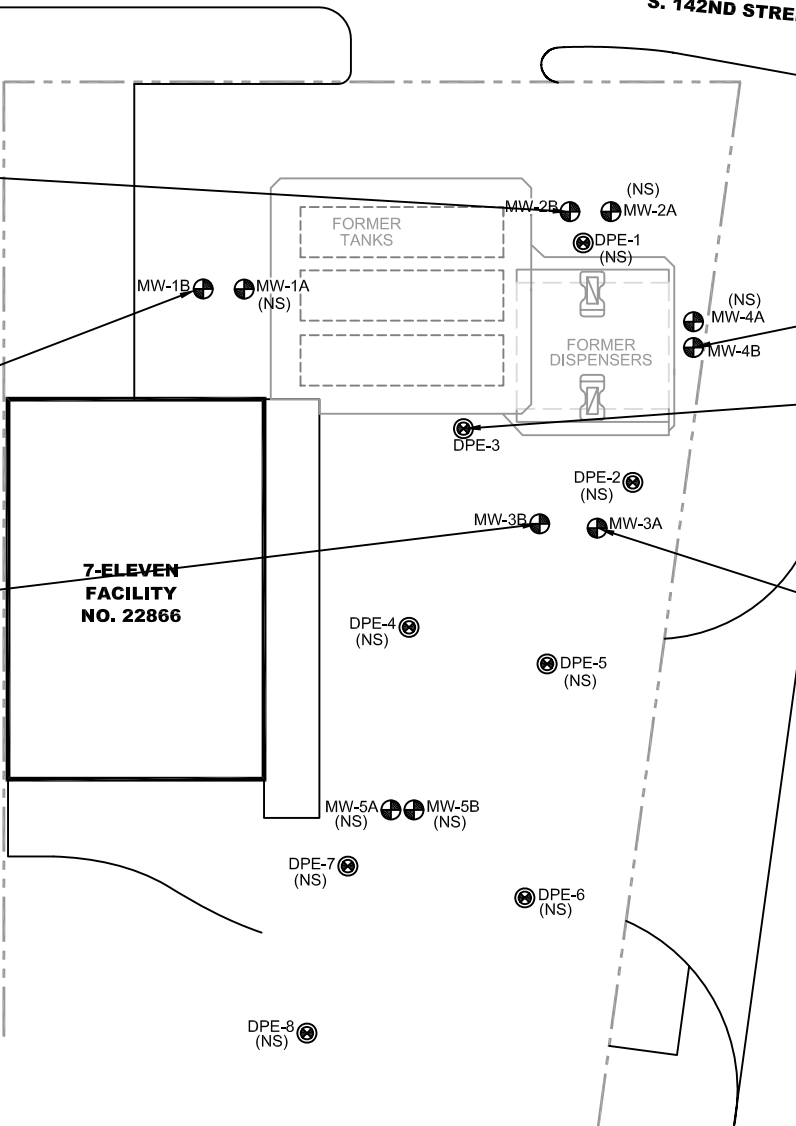 S. 142ND STREE
(NS)
MW-2B
MW-2A
FORMER
TANKS
DPE-1
(NS)
MW-1B
MW-1A
(NS)
(NS)
MW-4A
FORMER
DISPENSERS
MW-4B
DPE-3
DPE-2
(NS)
MW-3B
MW-3A
7-ELEVEN
FACILITY
NO. 22866
DPE-4
(NS)
DPE-5
(NS)
MW-5A
(NS)
MW-5B
(NS)
DPE-7
(NS)
DPE-6
(NS)
DPE-8
(NS)